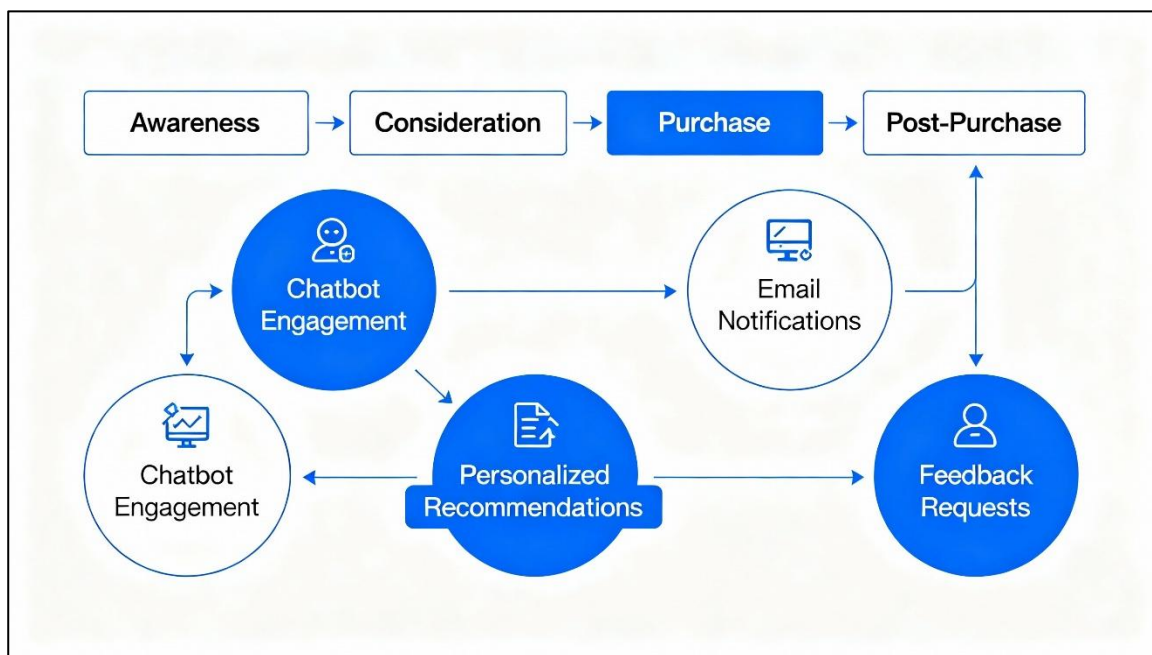 Awareness
Consideration
Purchase
Post-Purchase
Chatbot
Engagement
Email
Notifications
Chatbot
Engagement
Personalized
Recommendations
Feedback
Requests